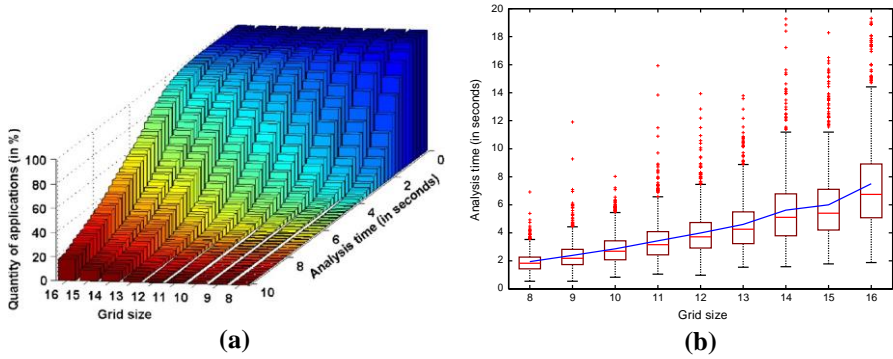 Quantity of applications (in %)
100
80
60
40
20
0
16 15 14 13 12 11 10 9 8
Grid size
10 8 6 4 2 0
Analysis time (in seconds)
(a)
Analysis time (in seconds)
20
18
16
14
12
10
8
6
4
2
0
8 9 10 11 12 13 14 15 16
Grid size
(b)